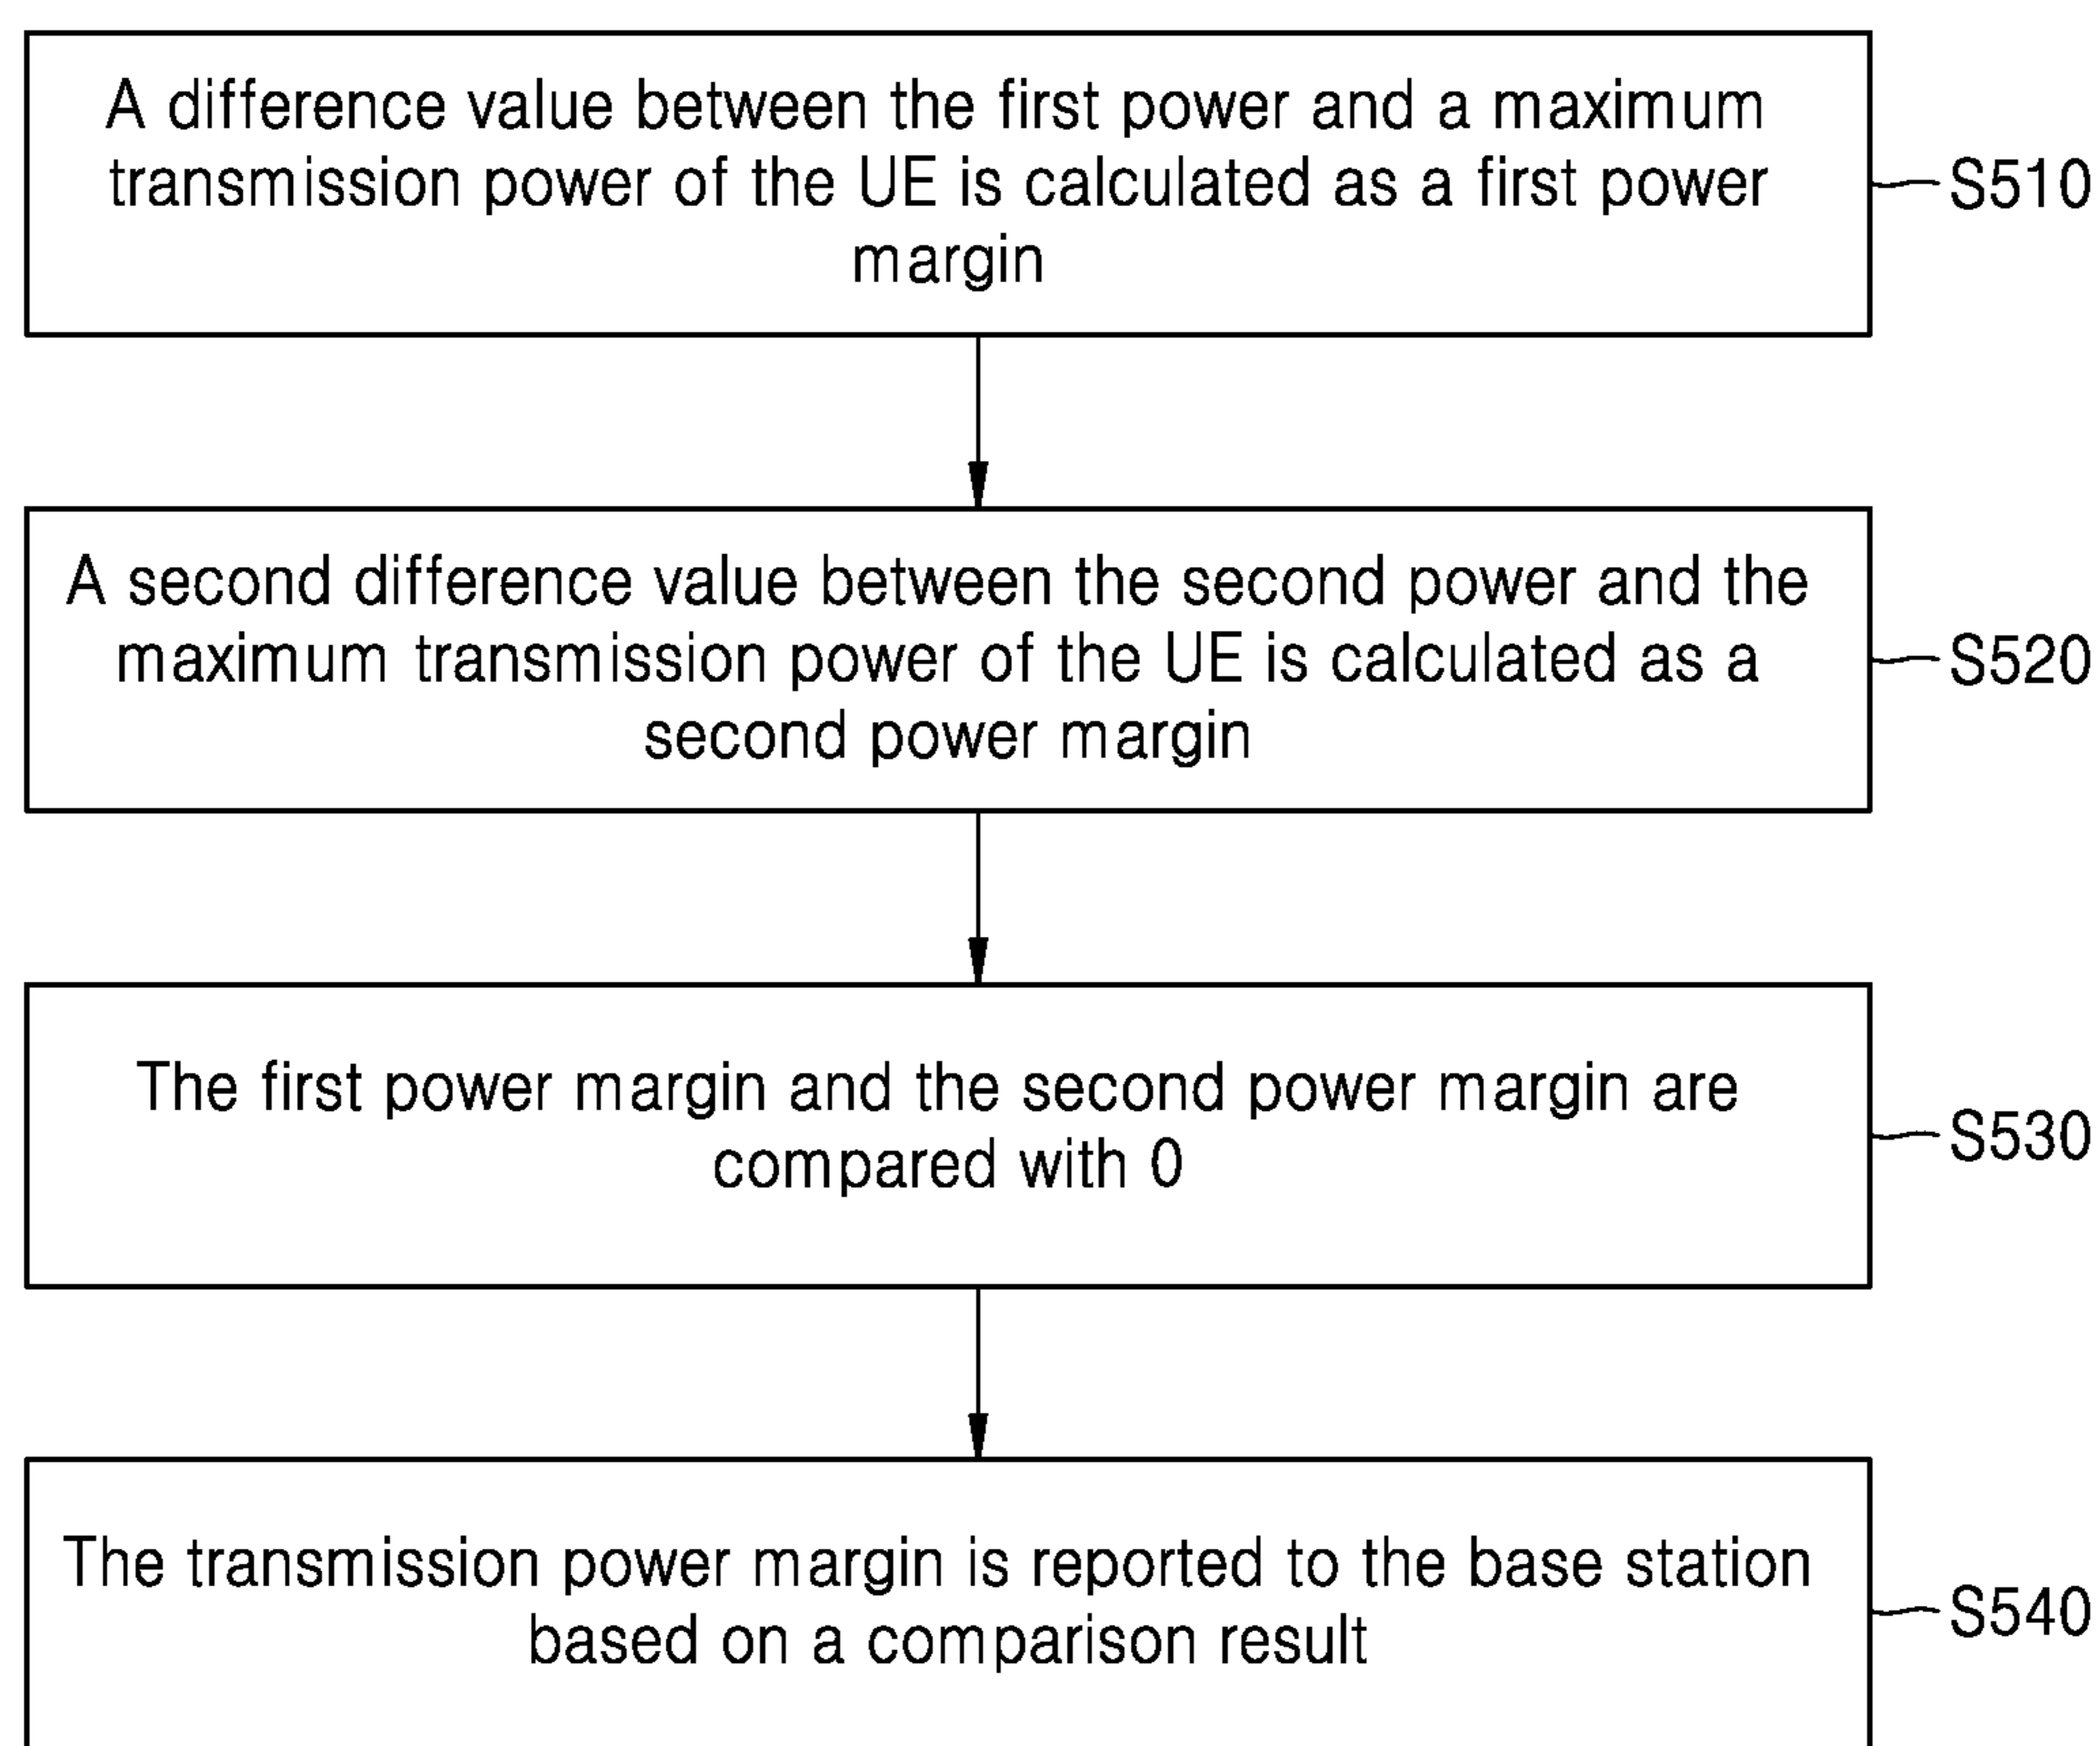 A difference value between the first power and a maximum
transmission power of the UE is calculated as a first power
margin
S510
A second difference value between the second power and the
maximum transmission power of the UE is calculated as a
second power margin
S520
The first power margin and the second power margin are
compared with 0
S530
The transmission power margin is reported to the base station
based on a comparison result
S540